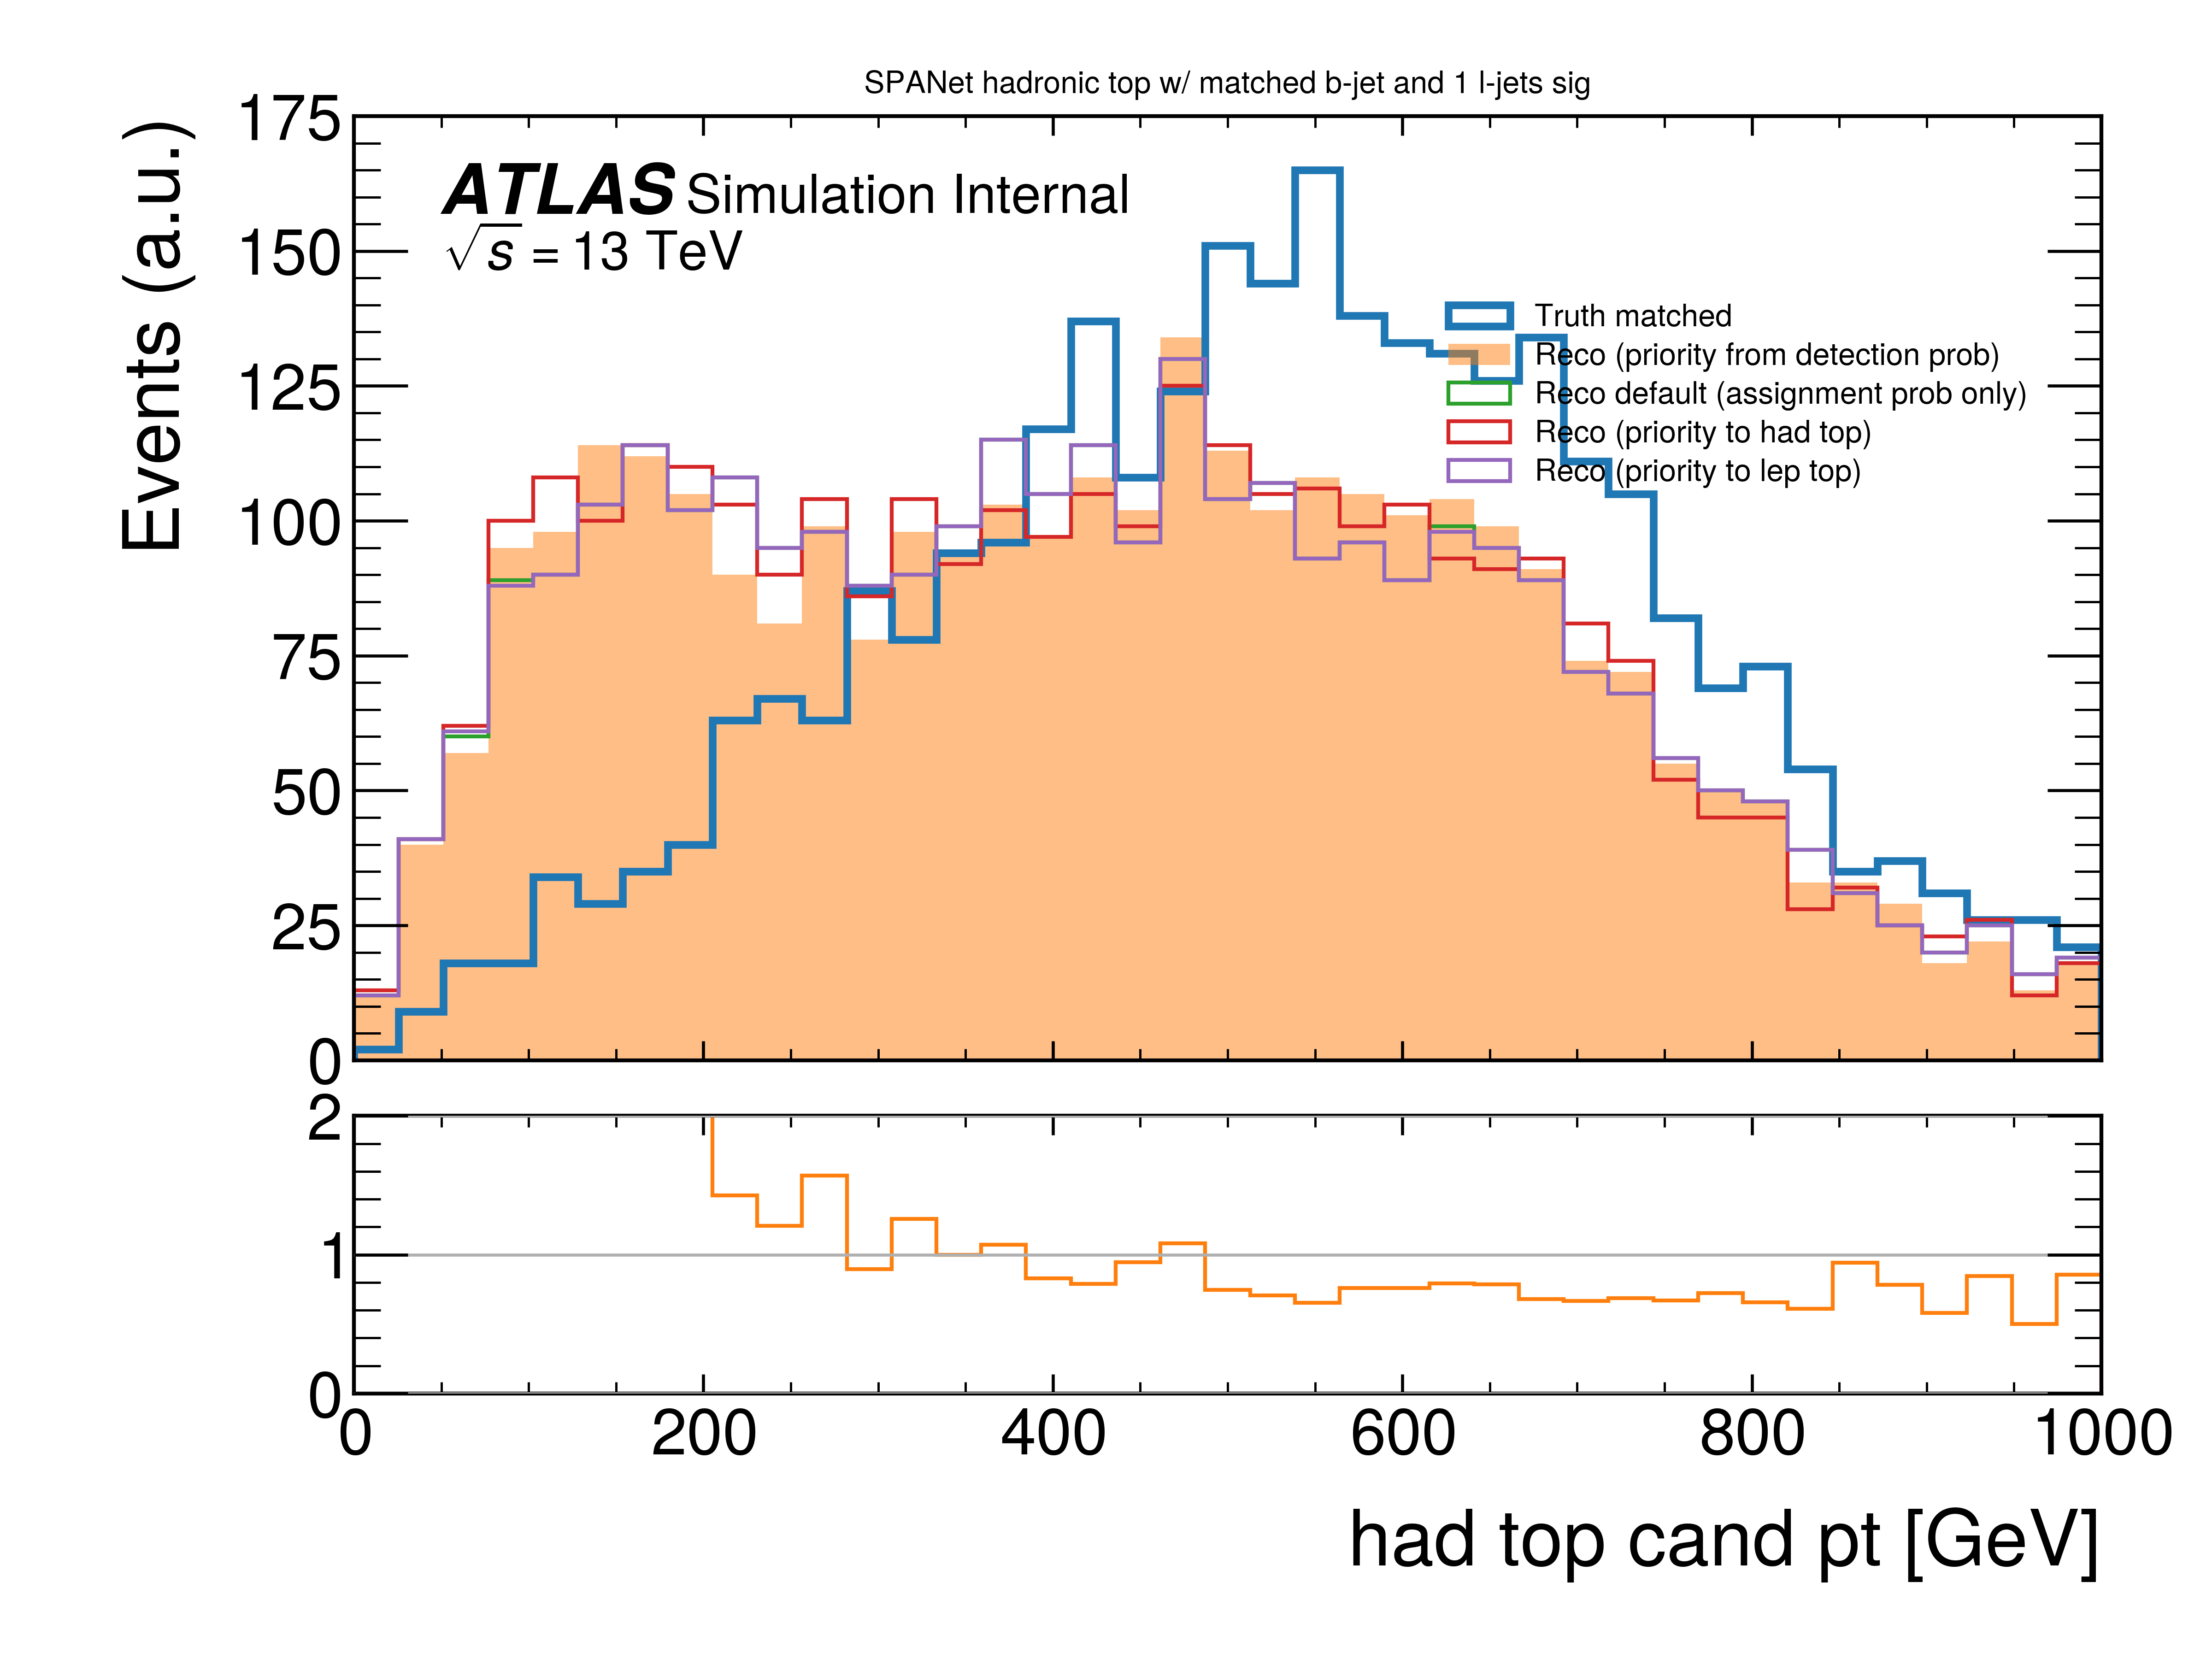 SPANet hadronic top w/ matched b-jet and 1 l-jets sig
Events (a.u.)
175
150
125
100
75
50
25
0
ATLAS Simulation Internal
√s = 13 TeV
Truth matched
Reco (priority from detection prob)
Reco default (assignment prob only)
Reco (priority to had top)
Reco (priority to lep top)
2
1
0
0 200 400 600 800 1000
had top cand pt [GeV]